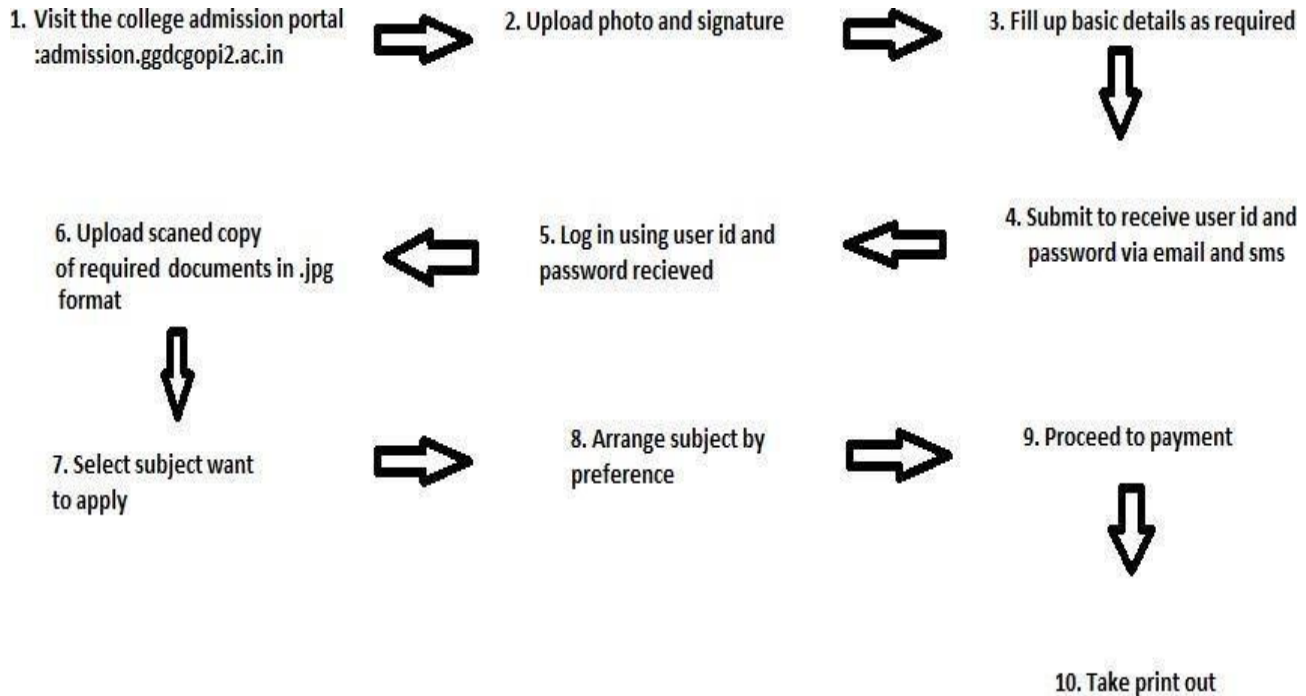 1. Visit the college admission portal
:admission.ggdcgopi2.ac.in
2. Upload photo and signature
3. Fill up basic details as required
4. Submit to receive user id and
password via email and sms
5. Log in using user id and
password recieved
6. Upload scaned copy
of required documents in .jpg
format
7. Select subject want
to apply
8. Arrange subject by
preference
9. Proceed to payment
10. Take print out